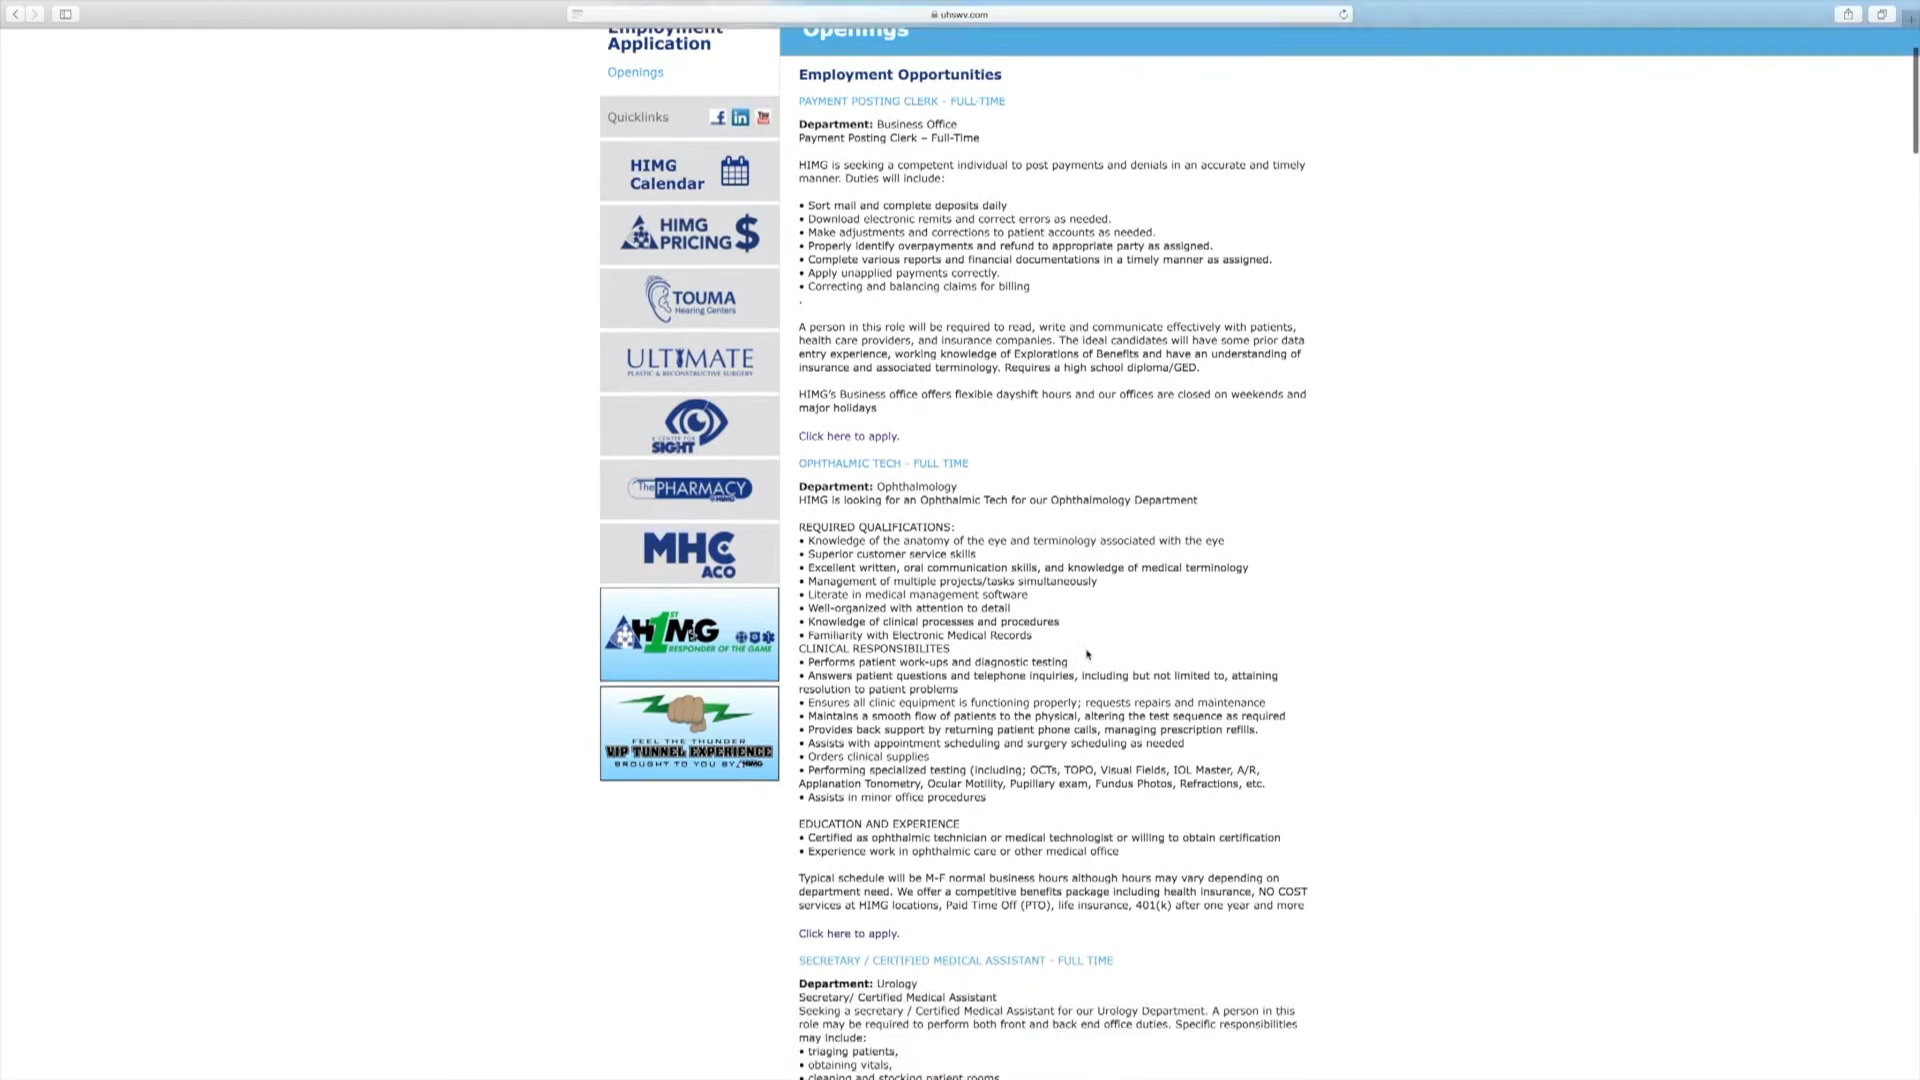 uhswv.com
Employment
Application
Openings
Quicklinks
f in You
HIMG
Calendar
HIMG
PRICING $
TOUMA
Hearing Centers
ULTIMATE
PLASTIC & RECONSTRUCTIVE SURGERY
A CENTER FOR
SIGHT
The PHARMACY
@HIMG
MHC
ACO
HIMG 1ST
RESPONDER OF THE GAME
FEEL THE THUNDER
VIP TUNNEL EXPERIENCE
BROUGHT TO YOU BY HIMG
Openings
Employment Opportunities
PAYMENT POSTING CLERK - FULL-TIME
Department: Business Office
Payment Posting Clerk – Full-Time
HIMG is seeking a competent individual to post payments and denials in an accurate and timely
manner. Duties will include:
• Sort mail and complete deposits daily
• Download electronic remits and correct errors as needed.
• Make adjustments and corrections to patient accounts as needed.
• Properly identify overpayments and refund to appropriate party as assigned.
• Complete various reports and financial documentations in a timely manner as assigned.
• Apply unapplied payments correctly.
• Correcting and balancing claims for billing
.
A person in this role will be required to read, write and communicate effectively with patients,
health care providers, and insurance companies. The ideal candidates will have some prior data
entry experience, working knowledge of Explorations of Benefits and have an understanding of
insurance and associated terminology. Requires a high school diploma/GED.
HIMG's Business office offers flexible dayshift hours and our offices are closed on weekends and
major holidays
Click here to apply.
OPHTHALMIC TECH - FULL TIME
Department: Ophthalmology
HIMG is looking for an Ophthalmic Tech for our Ophthalmology Department
REQUIRED QUALIFICATIONS:
• Knowledge of the anatomy of the eye and terminology associated with the eye
• Superior customer service skills
• Excellent written, oral communication skills, and knowledge of medical terminology
• Management of multiple projects/tasks simultaneously
• Literate in medical management software
• Well-organized with attention to detail
• Knowledge of clinical processes and procedures
• Familiarity with Electronic Medical Records
CLINICAL RESPONSIBILITES
• Performs patient work-ups and diagnostic testing
• Answers patient questions and telephone inquiries, including but not limited to, attaining
resolution to patient problems
• Ensures all clinic equipment is functioning properly; requests repairs and maintenance
• Maintains a smooth flow of patients to the physical, altering the test sequence as required
• Provides back support by returning patient phone calls, managing prescription refills.
• Assists with appointment scheduling and surgery scheduling as needed
• Orders clinical supplies
• Performing specialized testing (including; OCTs, TOPO, Visual Fields, IOL Master, A/R,
Applanation Tonometry, Ocular Motility, Pupillary exam, Fundus Photos, Refractions, etc.
• Assists in minor office procedures
EDUCATION AND EXPERIENCE
• Certified as ophthalmic technician or medical technologist or willing to obtain certification
• Experience work in ophthalmic care or other medical office
Typical schedule will be M-F normal business hours although hours may vary depending on
department need. We offer a competitive benefits package including health insurance, NO COST
services at HIMG locations, Paid Time Off (PTO), life insurance, 401(k) after one year and more
Click here to apply.
SECRETARY / CERTIFIED MEDICAL ASSISTANT - FULL TIME
Department: Urology
Secretary/ Certified Medical Assistant
Seeking a secretary / Certified Medical Assistant for our Urology Department. A person in this
role may be required to perform both front and back end office duties. Specific responsibilities
may include:
• triaging patients,
• obtaining vitals,
• cleaning and stocking patient rooms